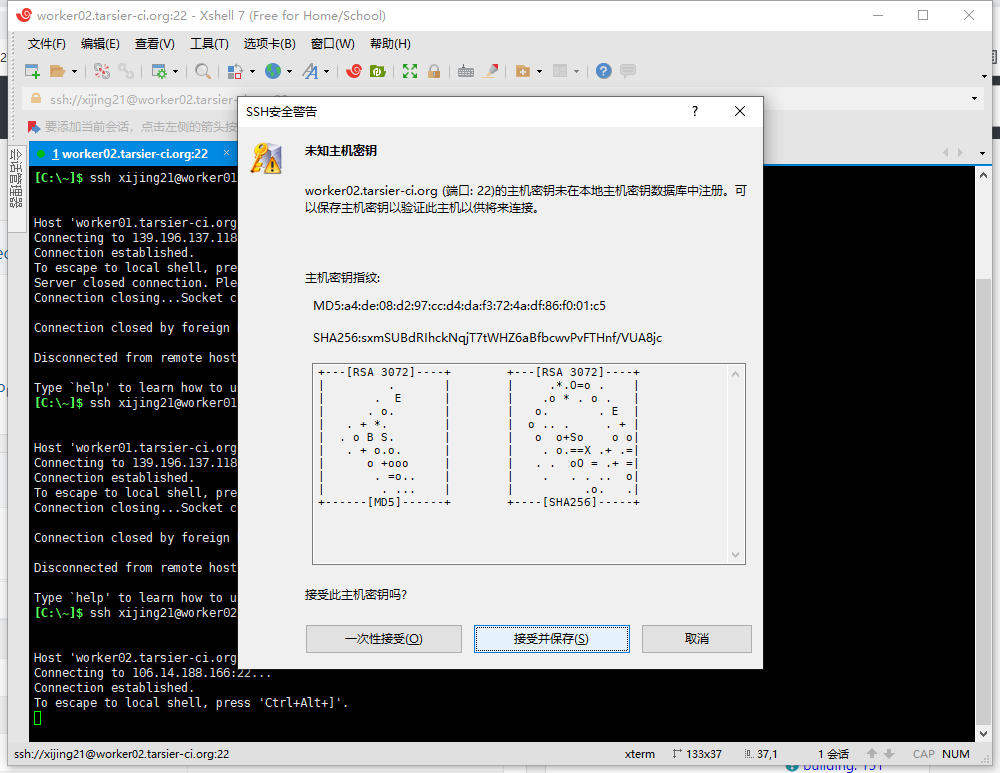 worker02.tarsier-ci.org:22 - Xshell 7 (Free for Home/School)
文件(F) 编辑(E) 查看(V) 工具(T) 选项卡(B) 窗口(W) 帮助(H)
ssh://xijing21@worker02.tarsier-
要添加当前会话，点击左侧的箭头按
会话管理器
1 worker02.tarsier-ci.org:22
[C:\~]$ ssh xijing21@worker01
Host 'worker01.tarsier-ci.org
Connecting to 139.196.137.118
Connection established.
To escape to local shell, pre
Server closed connection. Ple
Connection closing...Socket c
Connection closed by foreign
Disconnected from remote host
Type `help' to learn how to u
[C:\~]$ ssh xijing21@worker01
Host 'worker01.tarsier-ci.org
Connecting to 139.196.137.118
Connection established.
To escape to local shell, pre
Connection closing...Socket c
Connection closed by foreign
Disconnected from remote host
Type `help' to learn how to u
[C:\~]$ ssh xijing21@worker02
Host 'worker02.tarsier-ci.org
Connecting to 106.14.188.166:22...
Connection established.
To escape to local shell, press 'Ctrl+Alt+]'.
SSH安全警告
未知主机密钥
worker02.tarsier-ci.org (端口: 22)的主机密钥未在本地主机密钥数据库中注册。可
以保存主机密钥以验证此主机以供将来连接。
主机密钥指纹:
MD5:a4:de:08:d2:97:cc:d4:da:f3:72:4a:df:86:f0:01:c5
SHA256:sxmSUBdRIhckNqjT7tWHZ6aBfbcwvPvFTHnf/VUA8jc
+---[RSA 3072]----+ +---[RSA 3072]----+
| . | | .*.O=o . |
| . E | | .o * . o . |
| . o. | | o. . E |
| . + *. | | o .. . . + |
| . o B S. | | o o+So o o|
| . + o.o. | | . o.==X .+ .=|
| o +ooo | | . . oO = .+ =|
| . =o.. | | . . . .. o|
| . ... | | .o. .|
+------[MD5]------+ +----[SHA256]-----+
接受此主机密钥吗?
一次性接受(O) 接受并保存(S) 取消
ssh://xijing21@worker02.tarsier-ci.org:22 xterm 133x37 37,1 1 会话 CAP NUM
building: 151